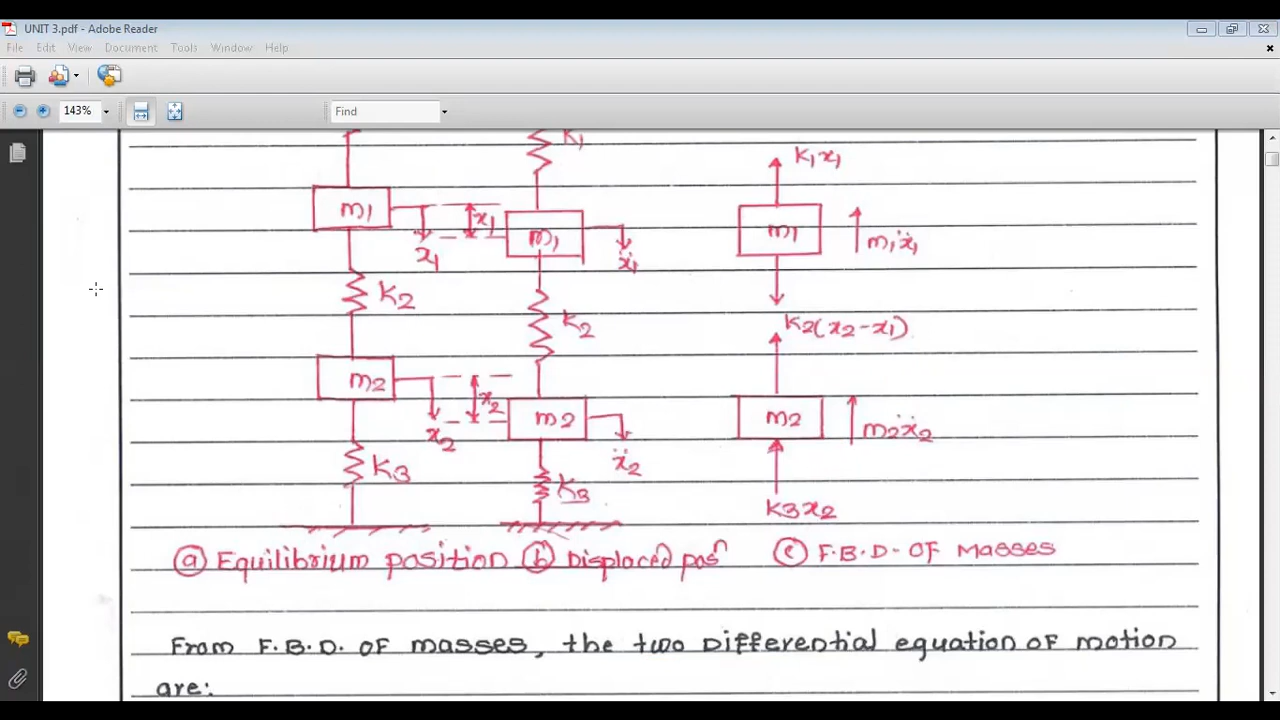 UNIT 3.pdf - Adobe Reader
File Edit View Document Tools Window Help
143% Find
K1
K1x1
m1 x1 m1 m1 m1ẍ1
x1 ẍ1
K2 K2 K2(x2-x1)
m2 x2 m2 m2 m2ẍ2
x2 ẍ2
K3 K3 K3x2
(a) Equilibrium position (b) Displaced posn (c) F.B.D. OF Masses
From F.B.D. OF masses, the two Differential equation of motion
are: